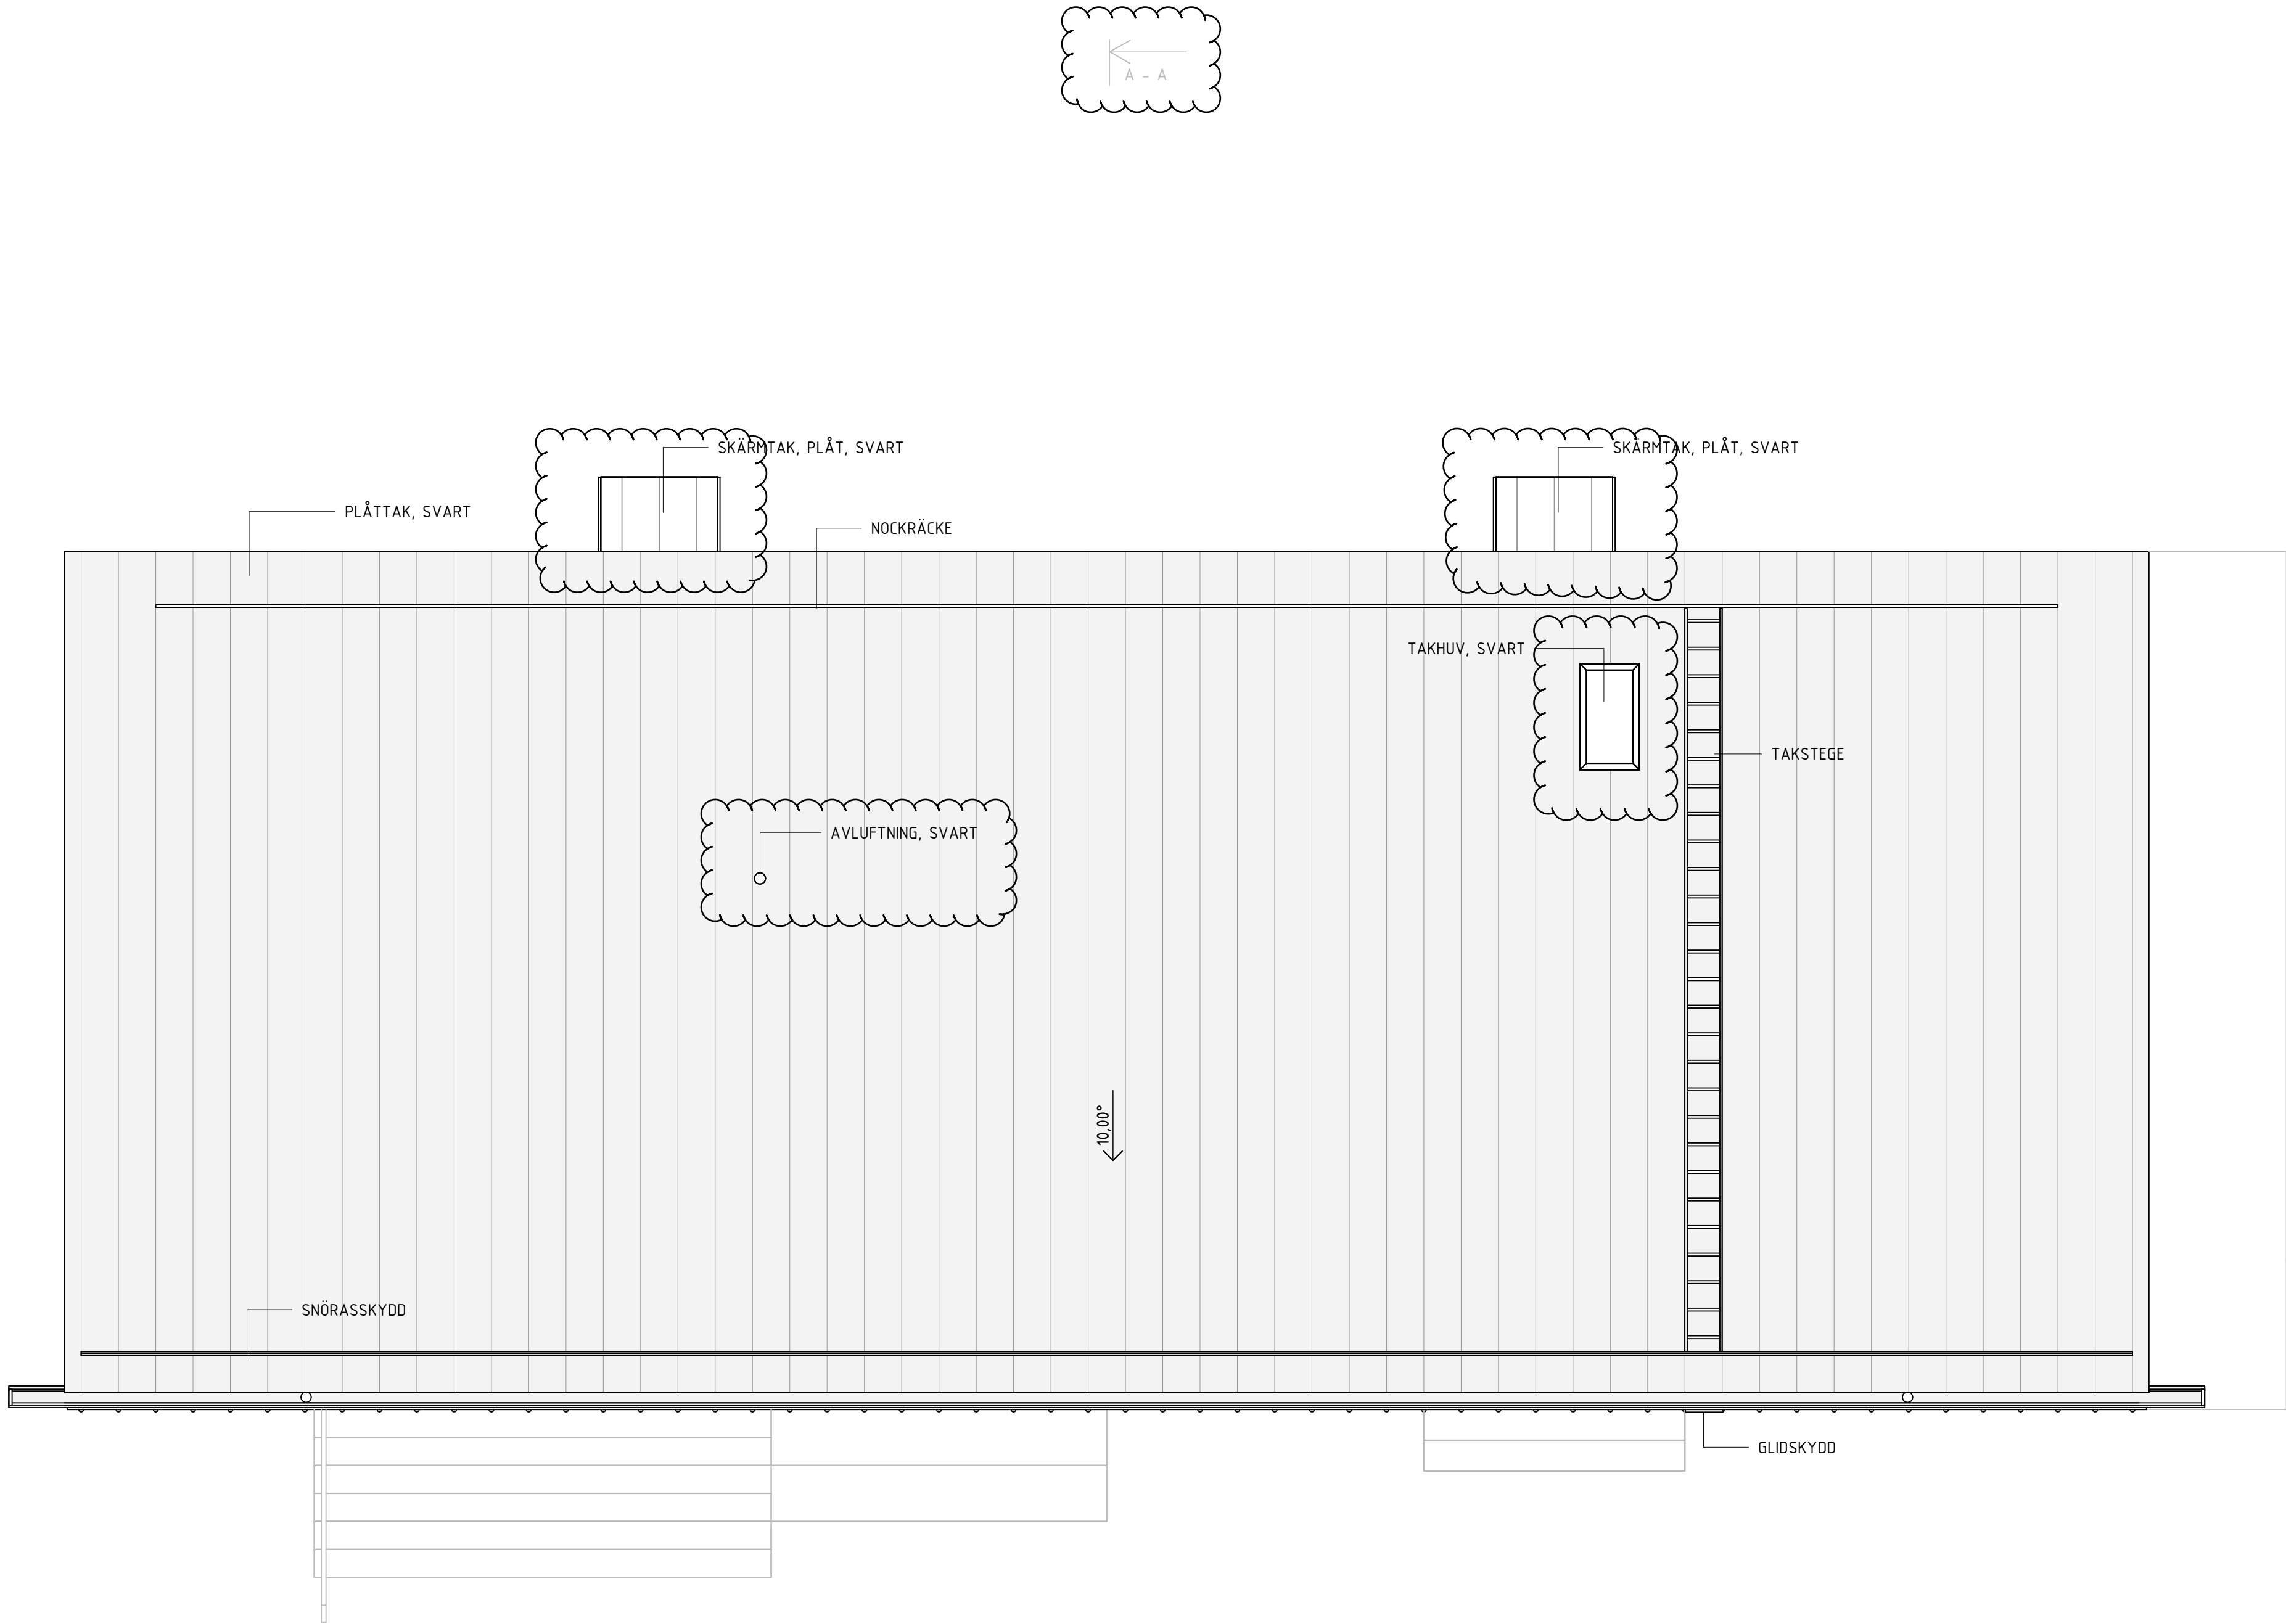 A - A
SKÄRMTAK, PLÅT, SVART
SKÄRMTAK, PLÅT, SVART
PLÅTTAK, SVART
NOCKRÄCKE
TAKHUV, SVART
TAKSTEGE
AVLUFTNING, SVART
10,00°
SNÖRASSKYDD
GLIDSKYDD